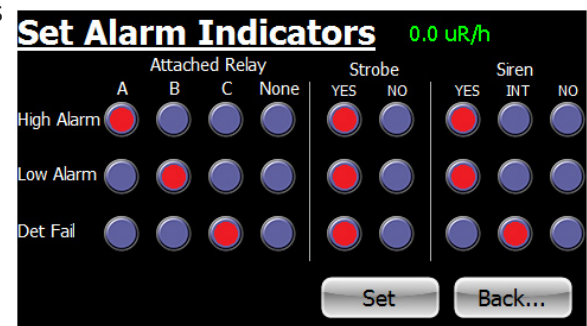 s
Set Alarm Indicators 0.0 uR/h
Attached Relay Strobe Siren
A B C None YES NO YES INT NO
High Alarm
Low Alarm
Det Fail
Set Back...